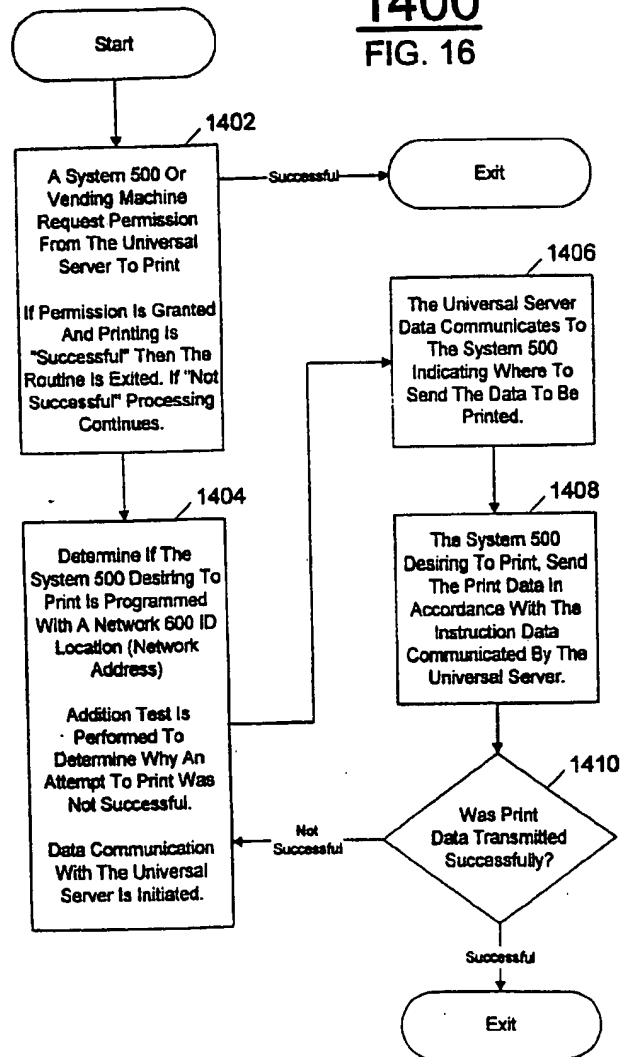 1400
FIG. 16
Start
1402
A System 500 Or
Vending Machine
Request Permission
From The Universal
Server To Print
If Permission Is Granted
And Printing Is
"Successful" Then The
Routine Is Exited. If "Not
Successful" Processing
Continues.
Successful
Exit
1404
Determine If The
System 500 Desiring To
Print Is Programmed
With A Network 600 ID
Location (Network
Address)
Addition Test Is
Performed To
Determine Why An
Attempt To Print Was
Not Successful.
Data Communication
With The Universal
Server Is Initiated.
1406
The Universal Server
Data Communicates To
The System 500
Indicating Where To
Send The Data To Be
Printed.
1408
The System 500
Desiring To Print, Send
The Print Data In
Accordance With The
Instruction Data
Communicated By The
Universal Server.
1410
Was Print
Data Transmitted
Successfully?
Not
Successful
Successful
Exit